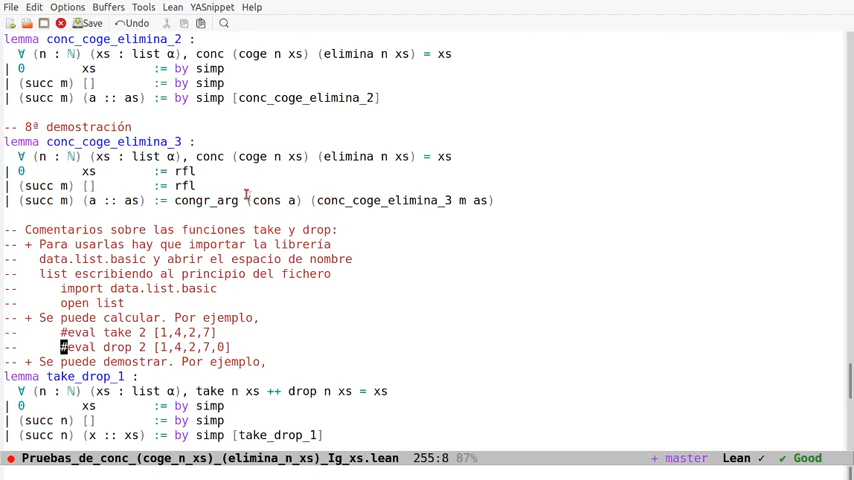 File Edit Options Buffers Tools Lean YASnippet Help
Save Undo
lemma conc_coge_elimina_2 :
  ∀ (n : ℕ) (xs : list α), conc (coge n xs) (elimina n xs) = xs
| 0        xs        := by simp
| (succ m) []        := by simp
| (succ m) (a :: as) := by simp [conc_coge_elimina_2]
-- 8ª demostración
lemma conc_coge_elimina_3 :
  ∀ (n : ℕ) (xs : list α), conc (coge n xs) (elimina n xs) = xs
| 0        xs        := rfl
| (succ m) []        := rfl
| (succ m) (a :: as) := congr_arg (cons a) (conc_coge_elimina_3 m as)
-- Comentarios sobre las funciones take y drop:
-- + Para usarlas hay que importar la librería
--   data.list.basic y abrir el espacio de nombre
--   list escribiendo al principio del fichero
--      import data.list.basic
--      open list
-- + Se puede calcular. Por ejemplo,
--      #eval take 2 [1,4,2,7]
--      #eval drop 2 [1,4,2,7,0]
-- + Se puede demostrar. Por ejemplo,
lemma take_drop_1 :
  ∀ (n : ℕ) (xs : list α), take n xs ++ drop n xs = xs
| 0        xs        := by simp
| (succ n) []        := by simp
| (succ n) (x :: xs) := by simp [take_drop_1]
Pruebas_de_conc_(coge_n_xs)_(elimina_n_xs)_Ig_xs.lean 255:8 87% + master Lean ✓ ✓ Good